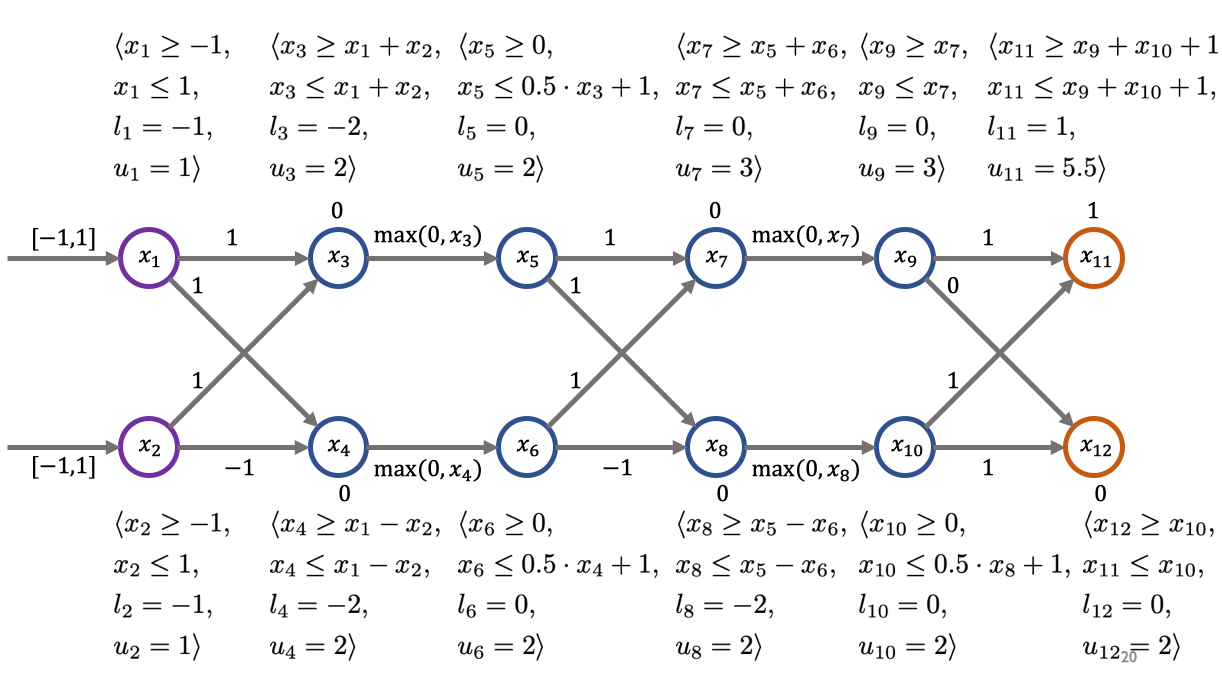 ⟨x₁ ≥ −1, ⟨x₃ ≥ x₁ + x₂, ⟨x₅ ≥ 0, ⟨x₇ ≥ x₅ + x₆, ⟨x₉ ≥ x₇, ⟨x₁₁ ≥ x₉ + x₁₀ + 1
x₁ ≤ 1, x₃ ≤ x₁ + x₂, x₅ ≤ 0.5 · x₃ + 1, x₇ ≤ x₅ + x₆, x₉ ≤ x₇, x₁₁ ≤ x₉ + x₁₀ + 1,
l₁ = −1, l₃ = −2, l₅ = 0, l₇ = 0, l₉ = 0, l₁₁ = 1,
u₁ = 1⟩ u₃ = 2⟩ u₅ = 2⟩ u₇ = 3⟩ u₉ = 3⟩ u₁₁ = 5.5⟩
0 0 1
[−1,1] 1 max(0, x₃) 1 max(0, x₇) 1
x₁ x₃ x₅ x₇ x₉ x₁₁
1 1 0
1 1 1
x₂ x₄ x₆ x₈ x₁₀ x₁₂
[−1,1] −1 max(0, x₄) −1 max(0, x₈) 1
0 0 0
⟨x₂ ≥ −1, ⟨x₄ ≥ x₁ − x₂, ⟨x₆ ≥ 0, ⟨x₈ ≥ x₅ − x₆, ⟨x₁₀ ≥ 0, ⟨x₁₂ ≥ x₁₀,
x₂ ≤ 1, x₄ ≤ x₁ − x₂, x₆ ≤ 0.5 · x₄ + 1, x₈ ≤ x₅ − x₆, x₁₀ ≤ 0.5 · x₈ + 1, x₁₁ ≤ x₁₀,
l₂ = −1, l₄ = −2, l₆ = 0, l₈ = −2, l₁₀ = 0, l₁₂ = 0,
u₂ = 1⟩ u₄ = 2⟩ u₆ = 2⟩ u₈ = 2⟩ u₁₀ = 2⟩ u₁₂ = 2⟩
20